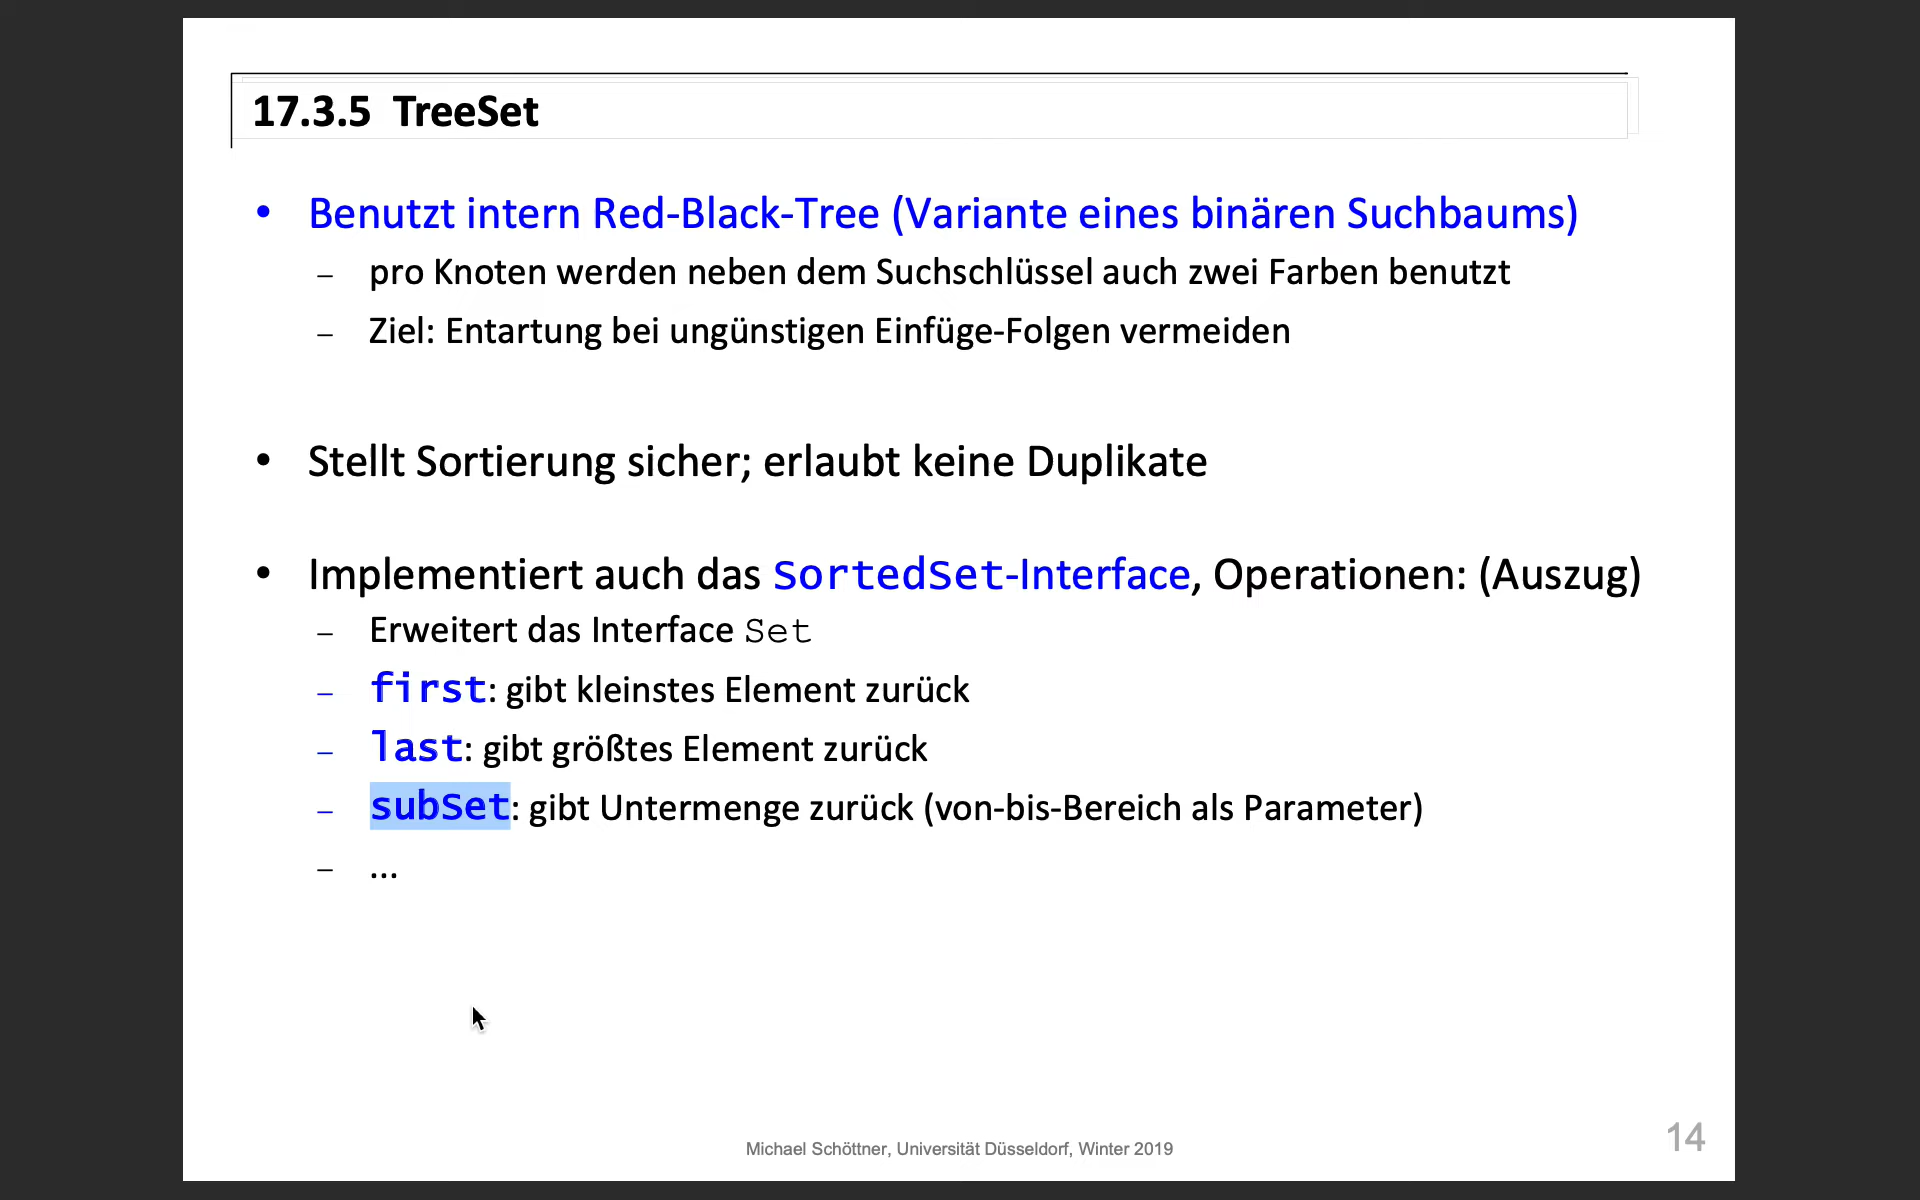 17.3.5 TreeSet
• Benutzt intern Red-Black-Tree (Variante eines binären Suchbaums)
– pro Knoten werden neben dem Suchschlüssel auch zwei Farben benutzt
– Ziel: Entartung bei ungünstigen Einfüge-Folgen vermeiden
• Stellt Sortierung sicher; erlaubt keine Duplikate
• Implementiert auch das SortedSet-Interface, Operationen: (Auszug)
– Erweitert das Interface Set
– first: gibt kleinstes Element zurück
– last: gibt größtes Element zurück
– subSet: gibt Untermenge zurück (von-bis-Bereich als Parameter)
– ...
Michael Schöttner, Universität Düsseldorf, Winter 2019
14